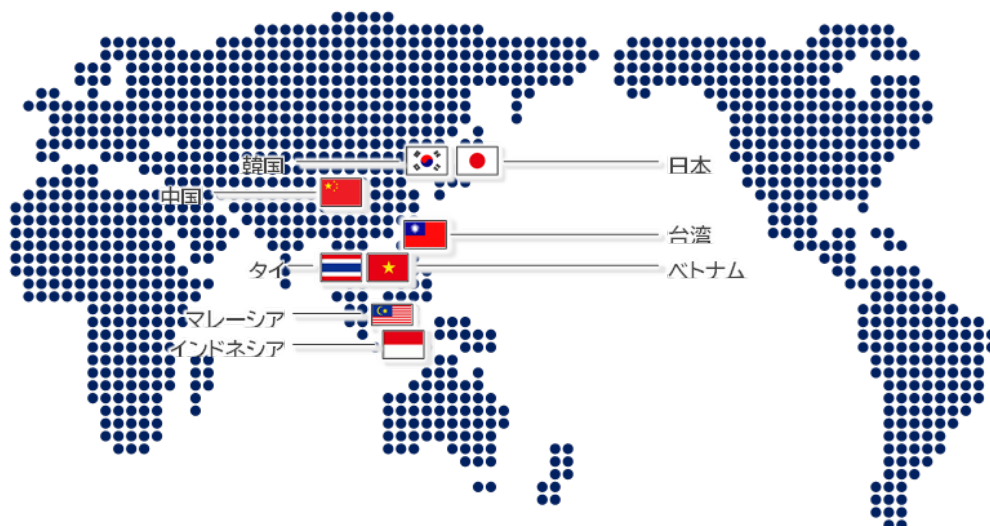 韓国
日本
中国
台湾
タイ
ベトナム
マレーシア
インドネシア